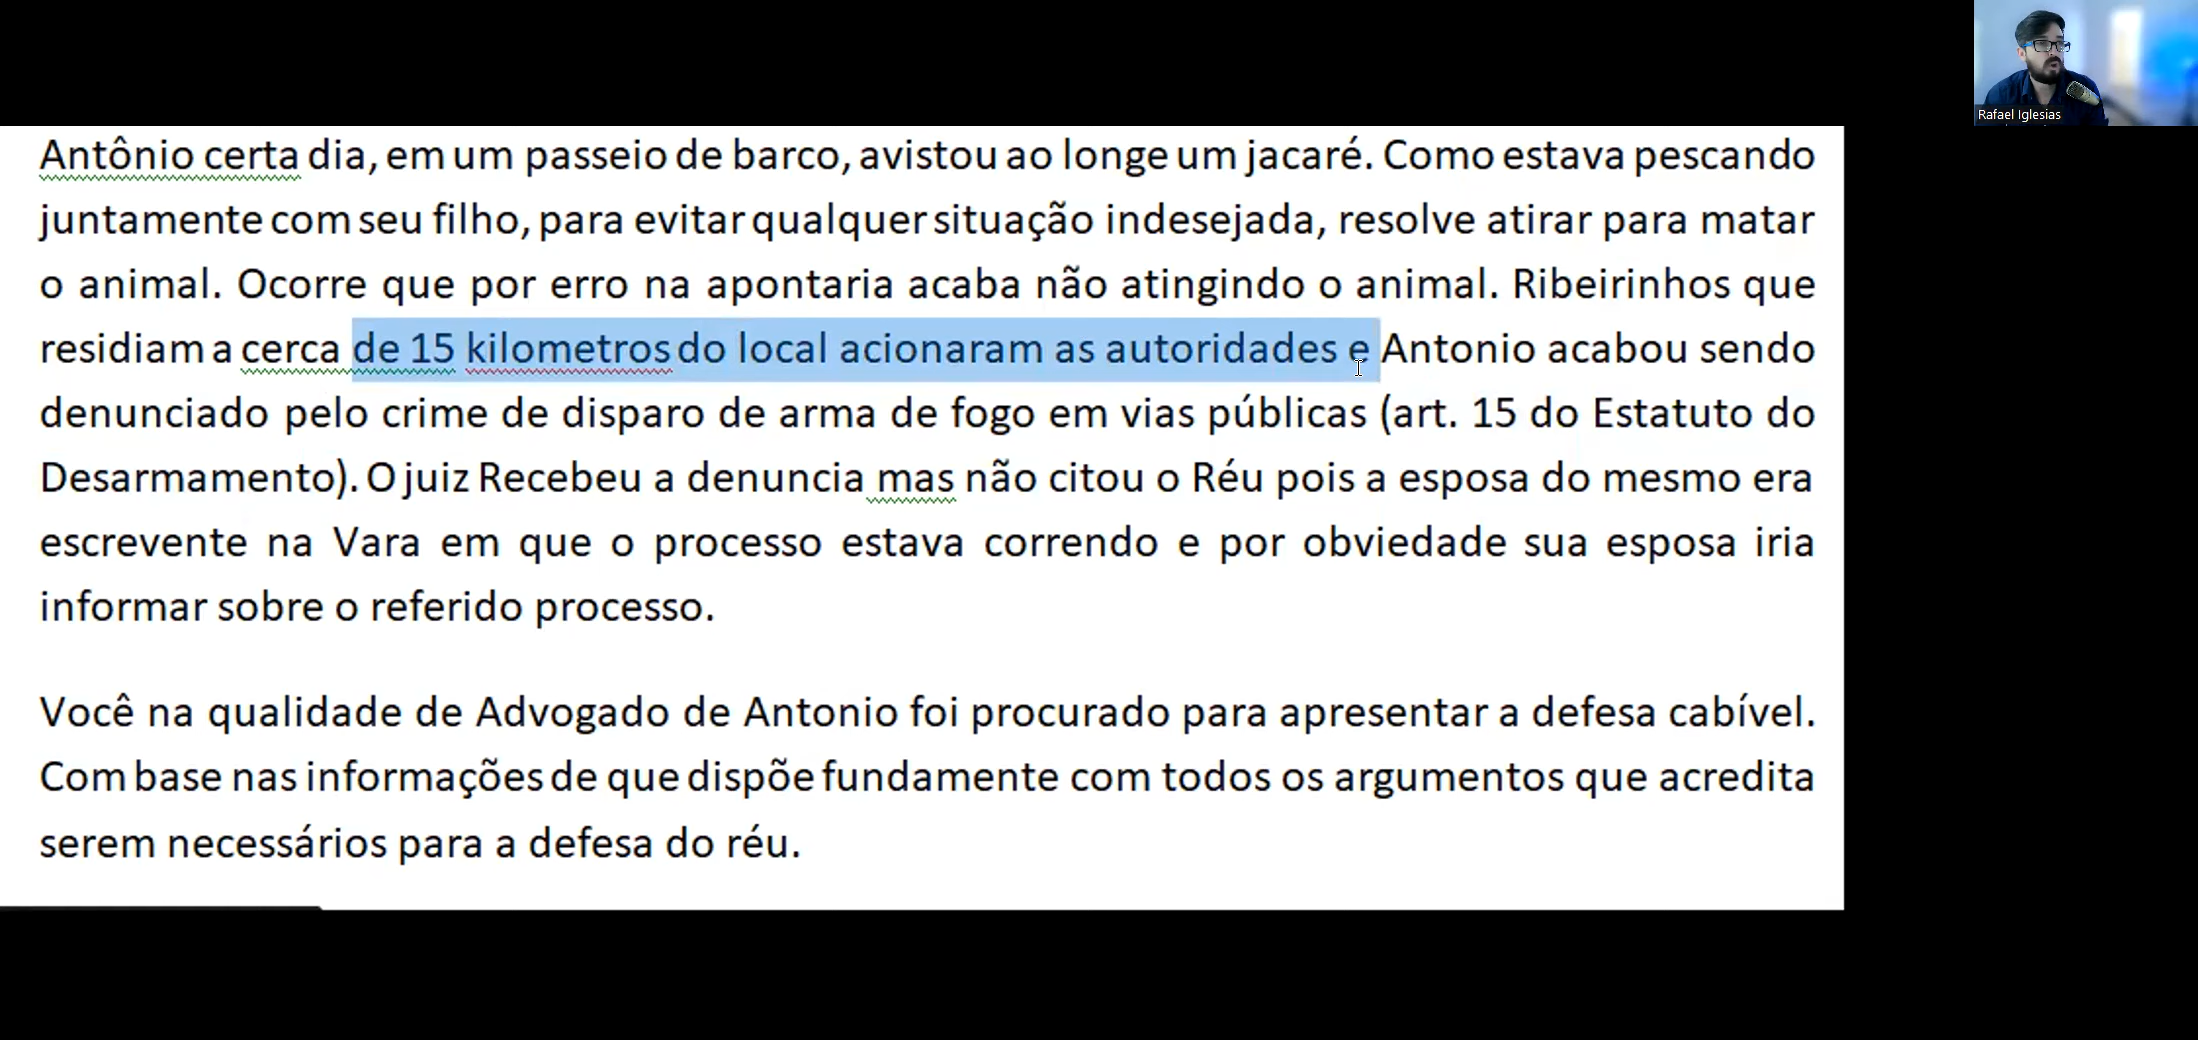 Rafael Iglesias
Antônio certa dia, em um passeio de barco, avistou ao longe um jacaré. Como estava pescando
juntamente com seu filho, para evitar qualquer situação indesejada, resolve atirar para matar
o animal. Ocorre que por erro na apontaria acaba não atingindo o animal. Ribeirinhos que
residiam a cerca de 15 kilometros do local acionaram as autoridades e Antonio acabou sendo
denunciado pelo crime de disparo de arma de fogo em vias públicas (art. 15 do Estatuto do
Desarmamento). O juiz Recebeu a denuncia mas não citou o Réu pois a esposa do mesmo era
escrevente na Vara em que o processo estava correndo e por obviedade sua esposa iria
informar sobre o referido processo.
Você na qualidade de Advogado de Antonio foi procurado para apresentar a defesa cabível.
Com base nas informações de que dispõe fundamente com todos os argumentos que acredita
serem necessários para a defesa do réu.